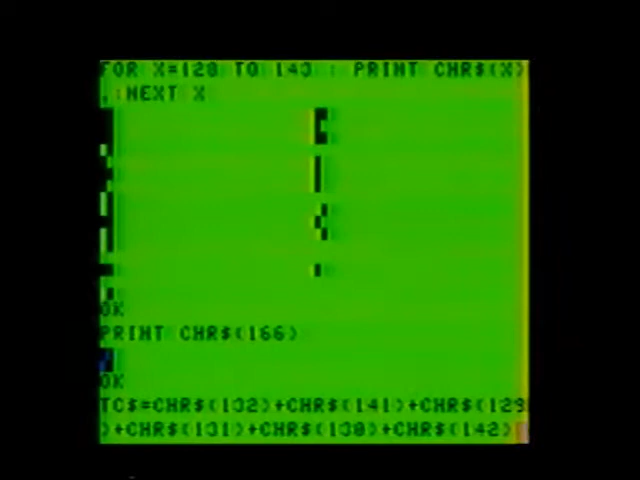 FOR X=128 TO 143 : PRINT CHR$(X)
, :NEXT X
OK
PRINT CHR$(166)
OK
TC$=CHR$(132)+CHR$(141)+CHR$(129
)+CHR$(131)+CHR$(138)+CHR$(142)